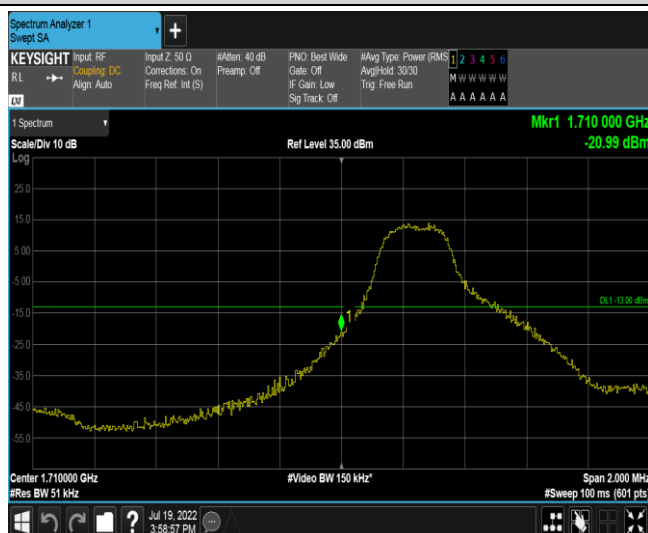 Spectrum Analyzer 1
Swept SA
+
KEYSIGHT
RL
LXI
Input: RF
Coupling: DC
Align: Auto
Input Z: 50 Ω
Corrections: On
Freq Ref: Int (S)
#Atten: 40 dB
Preamp: Off
PNO: Best Wide
Gate: Off
IF Gain: Low
Sig Track: Off
#Avg Type: Power (RMS
Avg|Hold: 30/30
Trig: Free Run
1 2 3 4 5 6
M W W W W W
A A A A A A
1 Spectrum
Mkr1 1.710 000 GHz
-20.99 dBm
Scale/Div 10 dB
Ref Level 35.00 dBm
Log
25.0
15.0
5.00
-5.00
-15.0
-25.0
-35.0
-45.0
-55.0
DL1 -13.00 dBm
1
Center 1.710000 GHz
#Video BW 150 kHz*
Span 2.000 MHz
#Res BW 51 kHz
#Sweep 100 ms (601 pts)
?
Jul 19, 2022
3:58:57 PM